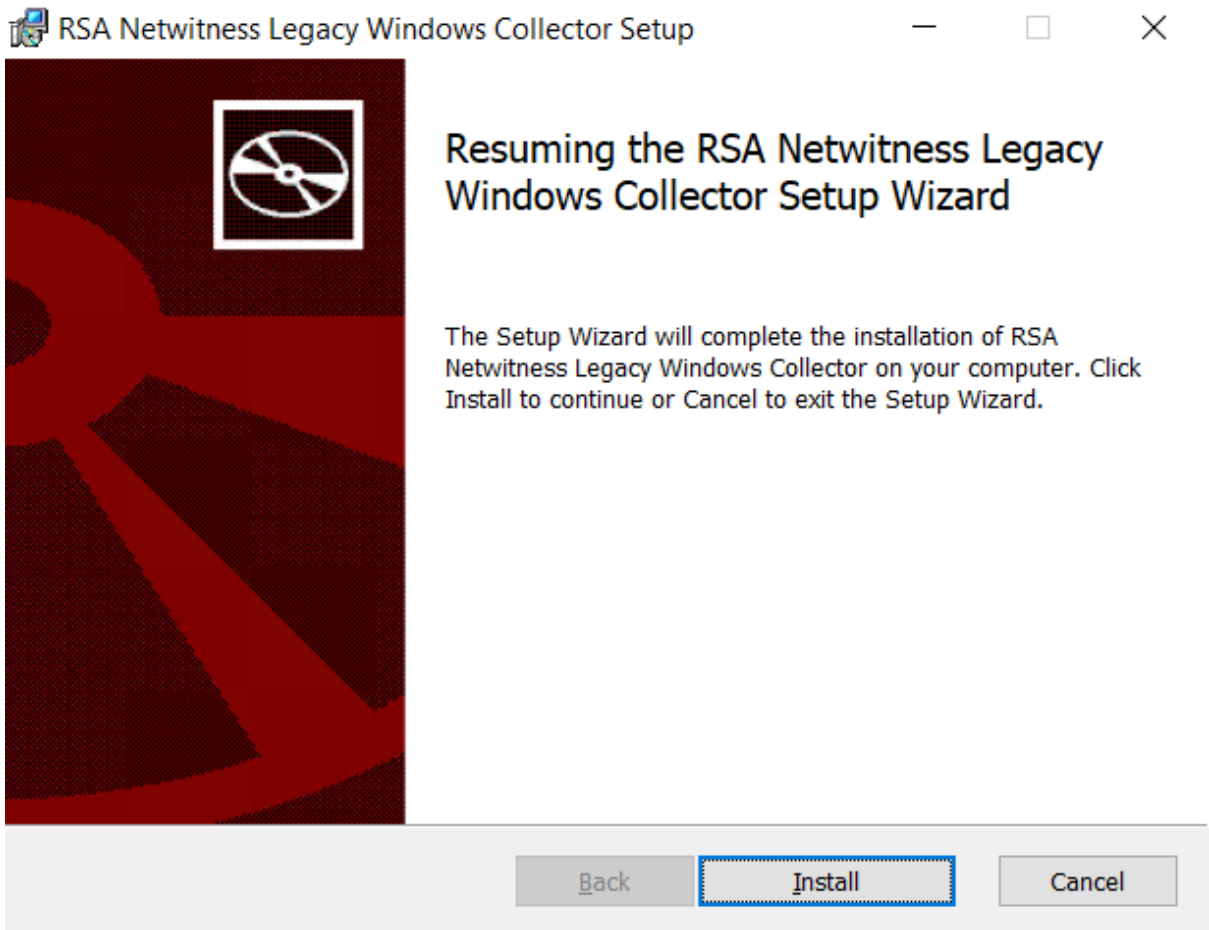 RSA Netwitness Legacy Windows Collector Setup
Resuming the RSA Netwitness Legacy
Windows Collector Setup Wizard
The Setup Wizard will complete the installation of RSA
Netwitness Legacy Windows Collector on your computer. Click
Install to continue or Cancel to exit the Setup Wizard.
Back Install Cancel